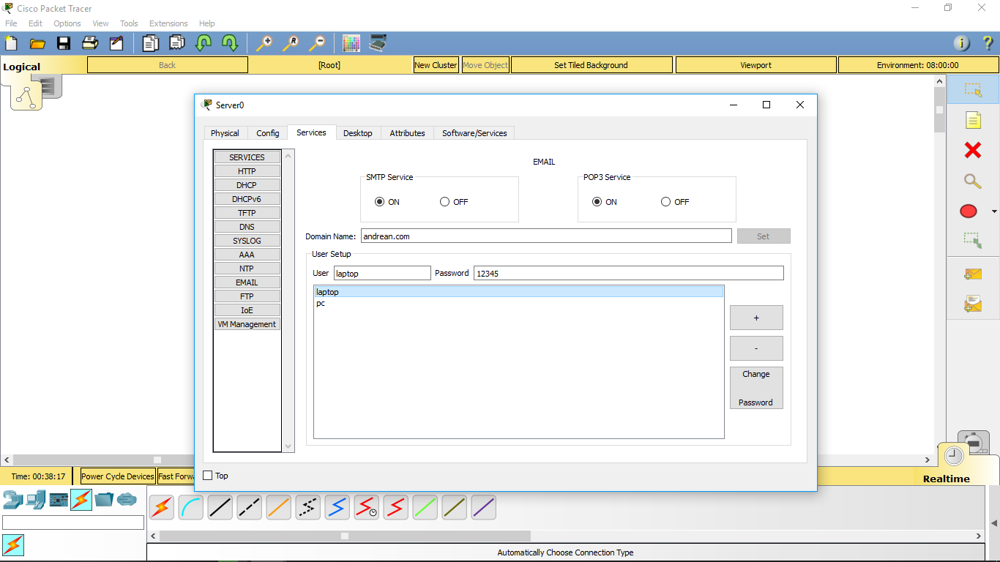 Cisco Packet Tracer
File Edit Options View Tools Extensions Help
Logical
Back
[Root]
New Cluster
Move Object
Set Tiled Background
Viewport
Environment: 08:00:00
Server0
Physical Config Services Desktop Attributes Software/Services
SERVICES
HTTP
DHCP
DHCPv6
TFTP
DNS
SYSLOG
AAA
NTP
EMAIL
FTP
IoE
VM Management
EMAIL
SMTP Service
ON OFF
POP3 Service
ON OFF
Domain Name: andrean.com Set
User Setup
User laptop Password 12345
laptop
pc
+
-
Change
Password
Top
Time: 00:38:17 Power Cycle Devices Fast Forwa
Realtime
Automatically Choose Connection Type